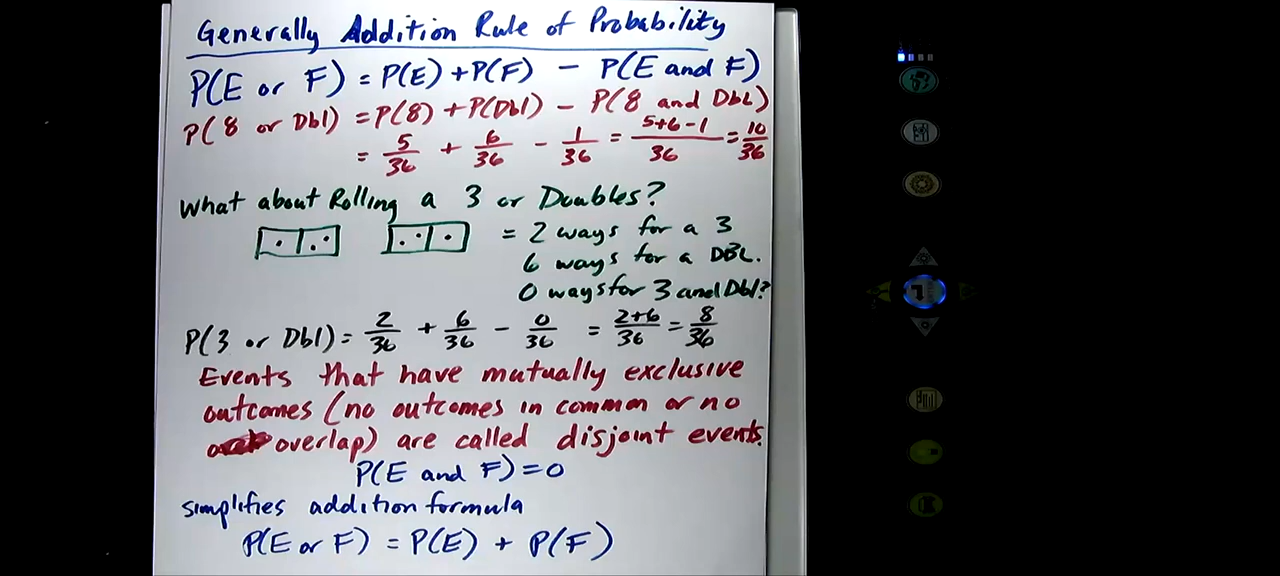 Generally Addition Rule of Probability
P(E or F) = P(E) + P(F) - P(E and F)
P(8 or Dbl) = P(8) + P(Dbl) - P(8 and DbL)
= 5/36 + 6/36 - 1/36 = 5+6-1/36 = 10/36
What about Rolling a 3 or Doubles?
= 2 ways for a 3
6 ways for a DBL.
0 ways for 3 and Dbl?
P(3 or Dbl) = 2/36 + 6/36 - 0/36 = 2+6/36 = 8/36
Events that have mutually exclusive
outcomes (no outcomes in common or no
overlap) are called disjoint events.
P(E and F) = 0
simplifies addition formula
P(E or F) = P(E) + P(F)